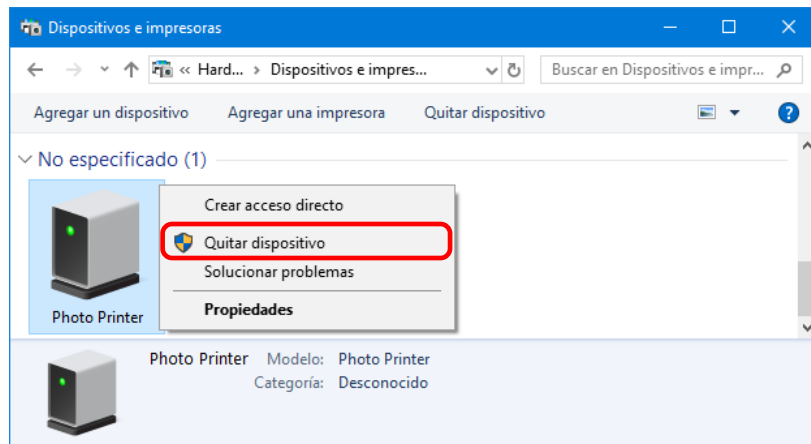 Dispositivos e impresoras
« Hard... > Dispositivos e impres... Buscar en Dispositivos e impr...
Agregar un dispositivo Agregar una impresora Quitar dispositivo ?
No especificado (1)
Crear acceso directo
Quitar dispositivo
Solucionar problemas
Propiedades
Photo Printer
Photo Printer Modelo: Photo Printer
Categoría: Desconocido